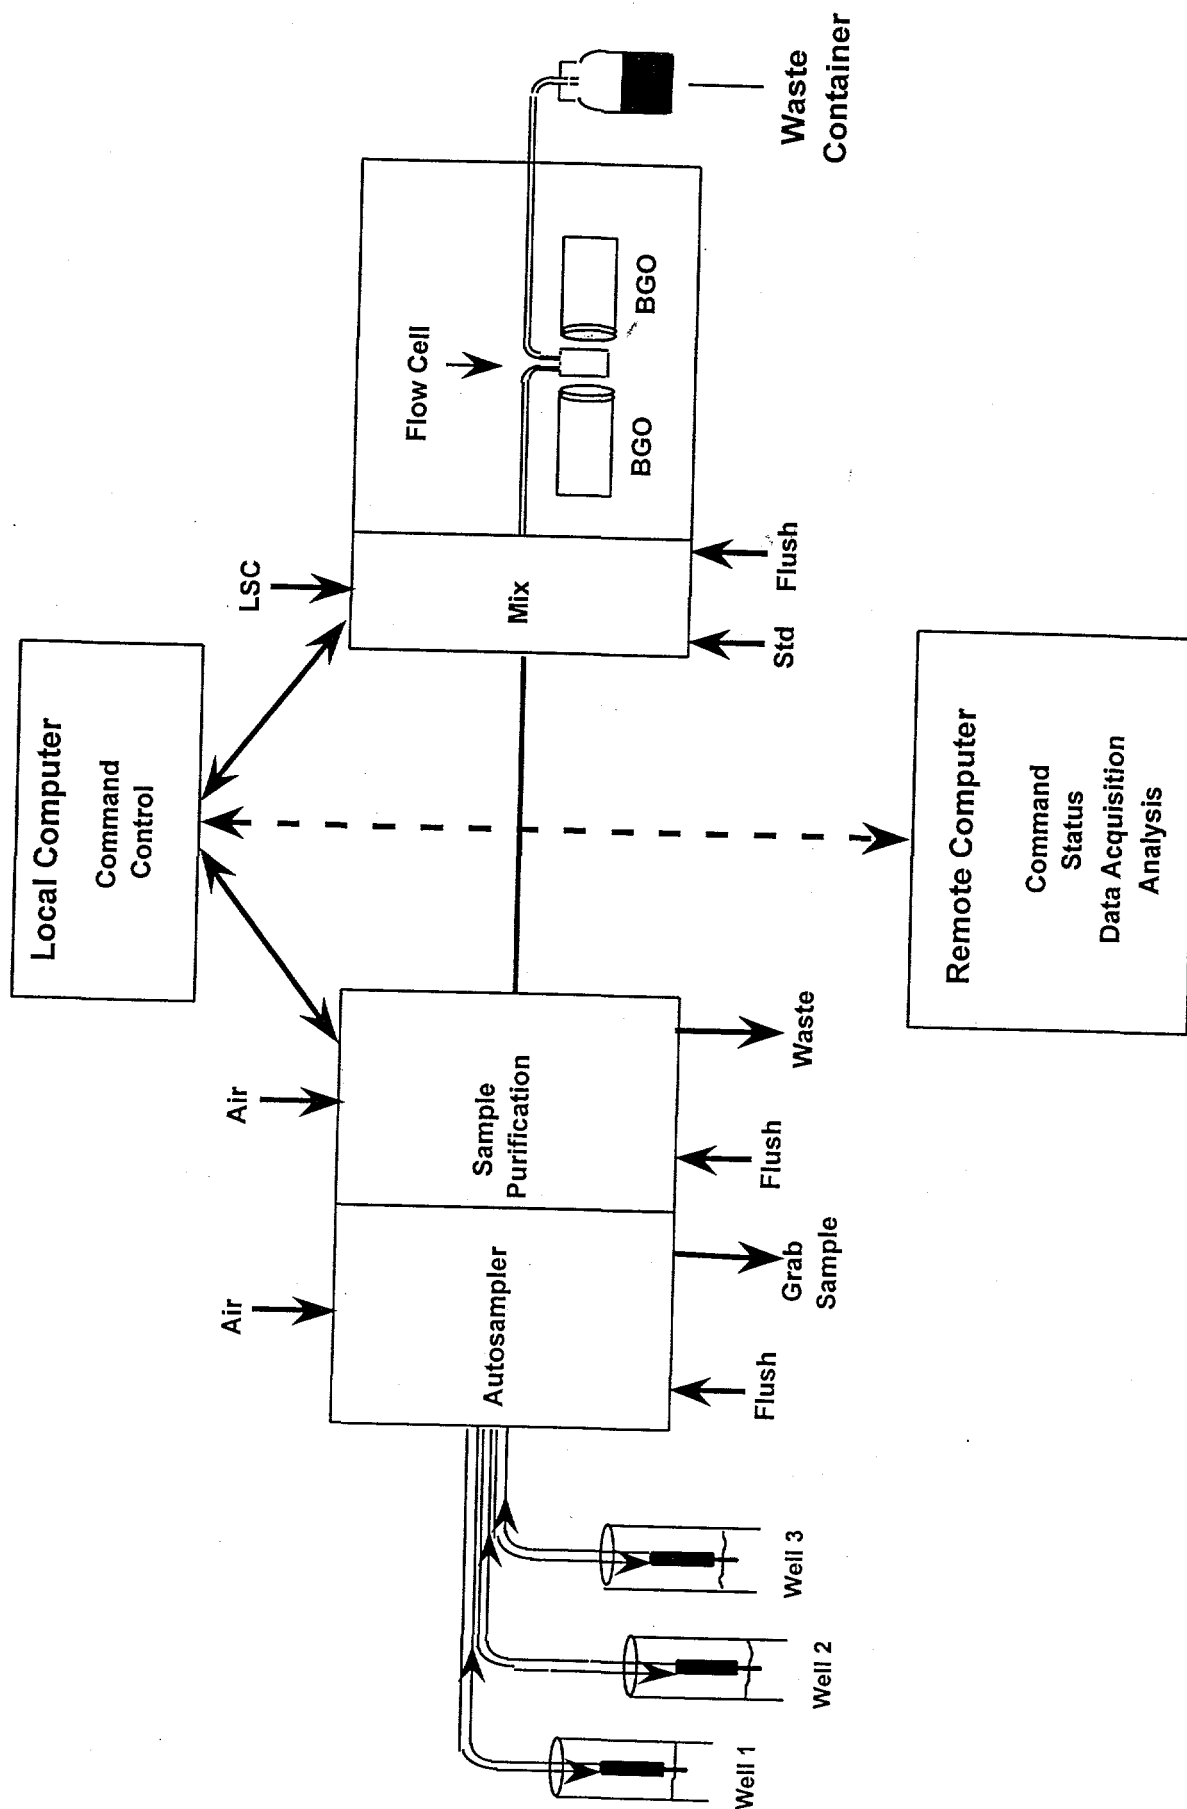 Local Computer
Command
Control
Air
Air
LSC
Flow Cell
Autosampler
Sample
Purification
Mix
BGO
BGO
Waste
Container
Well 1
Well 2
Well 3
Flush
Grab
Sample
Flush
Waste
Std
Flush
Remote Computer
Command
Status
Data Acquisition
Analysis